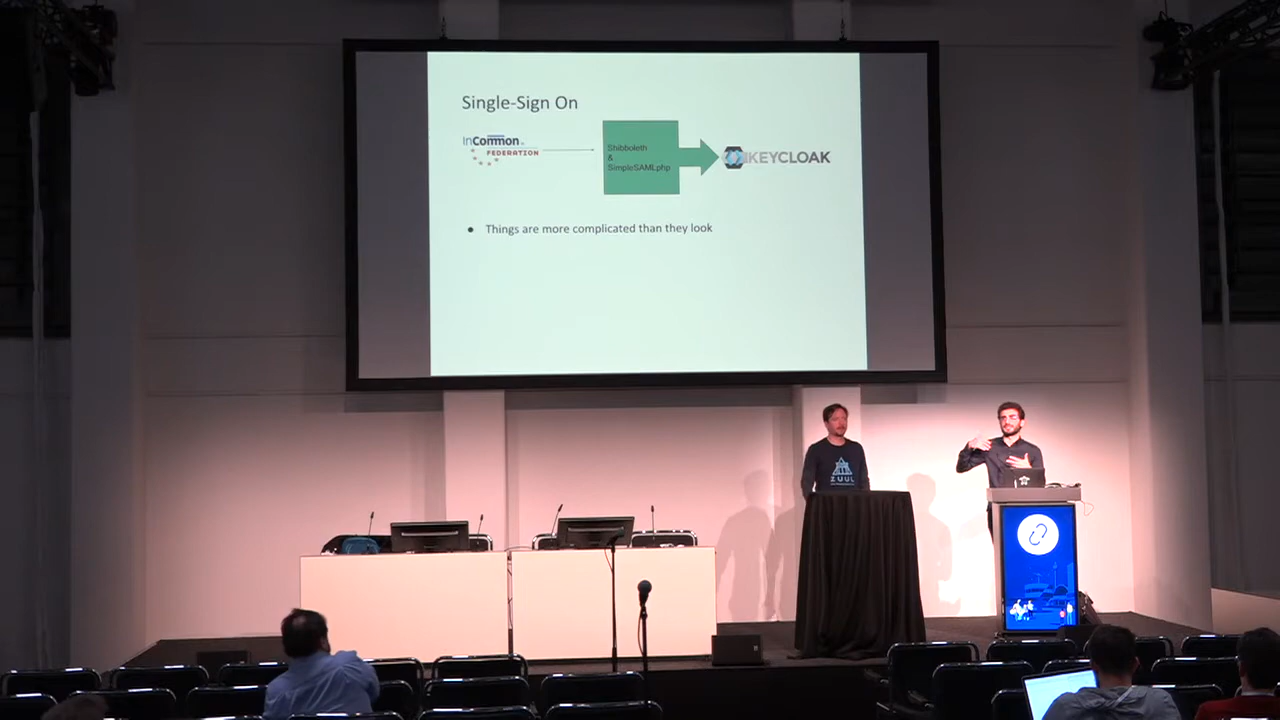 Single-Sign On
InCommon
FEDERATION
Shibboleth
&
SimpleSAMLphp
KEYCLOAK
● Things are more complicated than they look
ZUUL